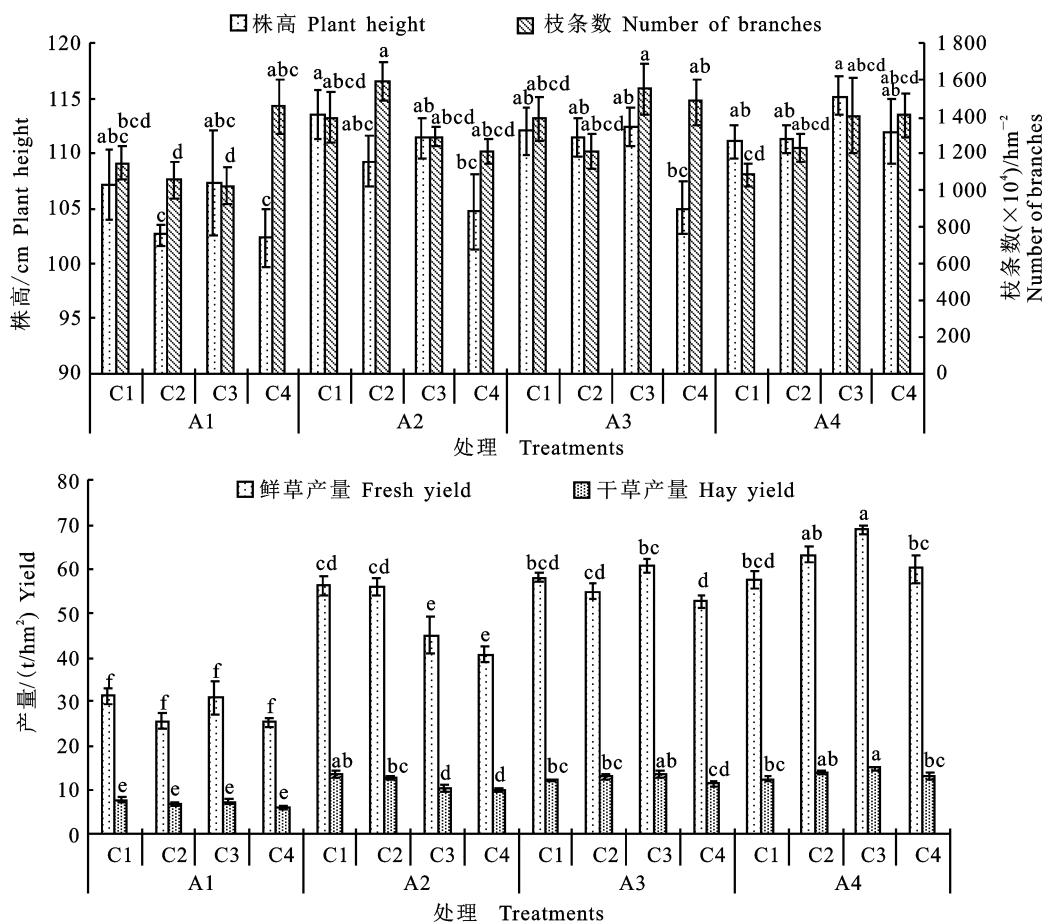 株高 Plant height 枝条数 Number of branches
株高/cm Plant height
120
115
110
105
100
95
90
枝条数(×10⁴)/hm⁻²
Number of branches
1 800
1 600
1 400
1 200
1 000
800
600
400
200
0
abc bcd c d abc d c abc
a abcd abc a ab abcd bc abcd
ab abcd ab abcd ab a bc ab
ab cd ab abcd a abcd ab abcd
C1 C2 C3 C4 C1 C2 C3 C4 C1 C2 C3 C4 C1 C2 C3 C4
A1 A2 A3 A4
处理 Treatments
鲜草产量 Fresh yield 干草产量 Hay yield
产量/(t/hm²) Yield
80
70
60
50
40
30
20
10
0
f e f e f e f e
cd ab cd bc e d e d
bcd bc cd bc bc ab d cd
bcd bc ab ab a a bc bc
C1 C2 C3 C4 C1 C2 C3 C4 C1 C2 C3 C4 C1 C2 C3 C4
A1 A2 A3 A4
处理 Treatments